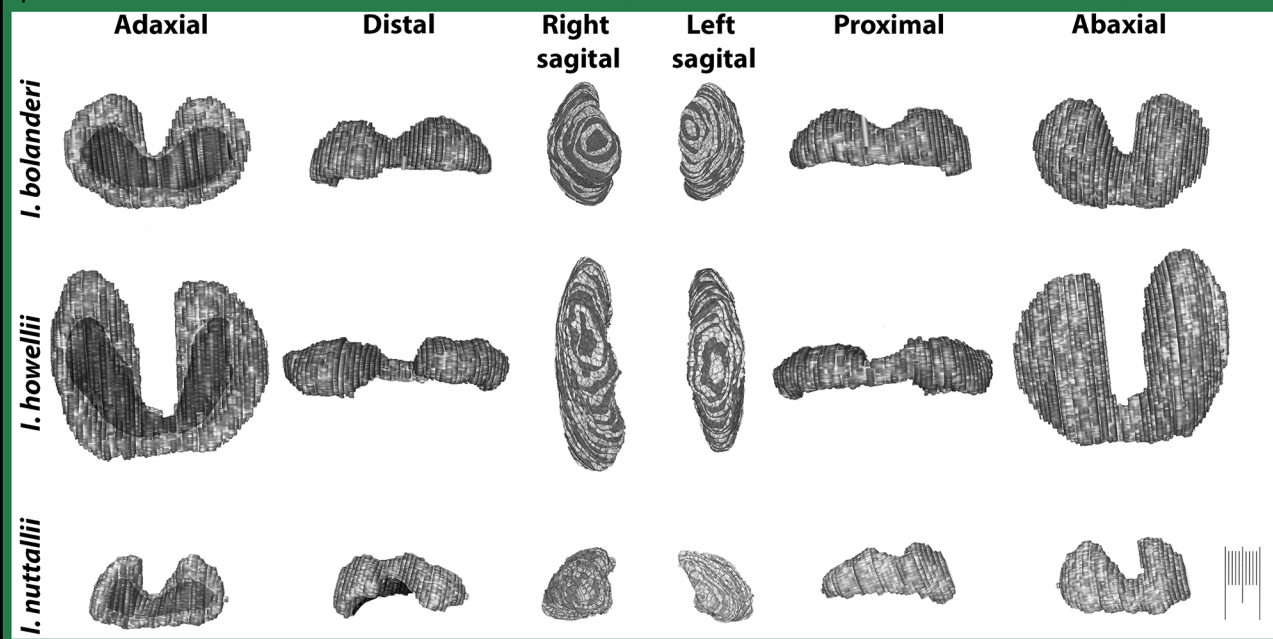 Adaxial
Distal
Right
sagital
Left
sagital
Proximal
Abaxial
I. bolanderi
I. howellii
I. nuttallii